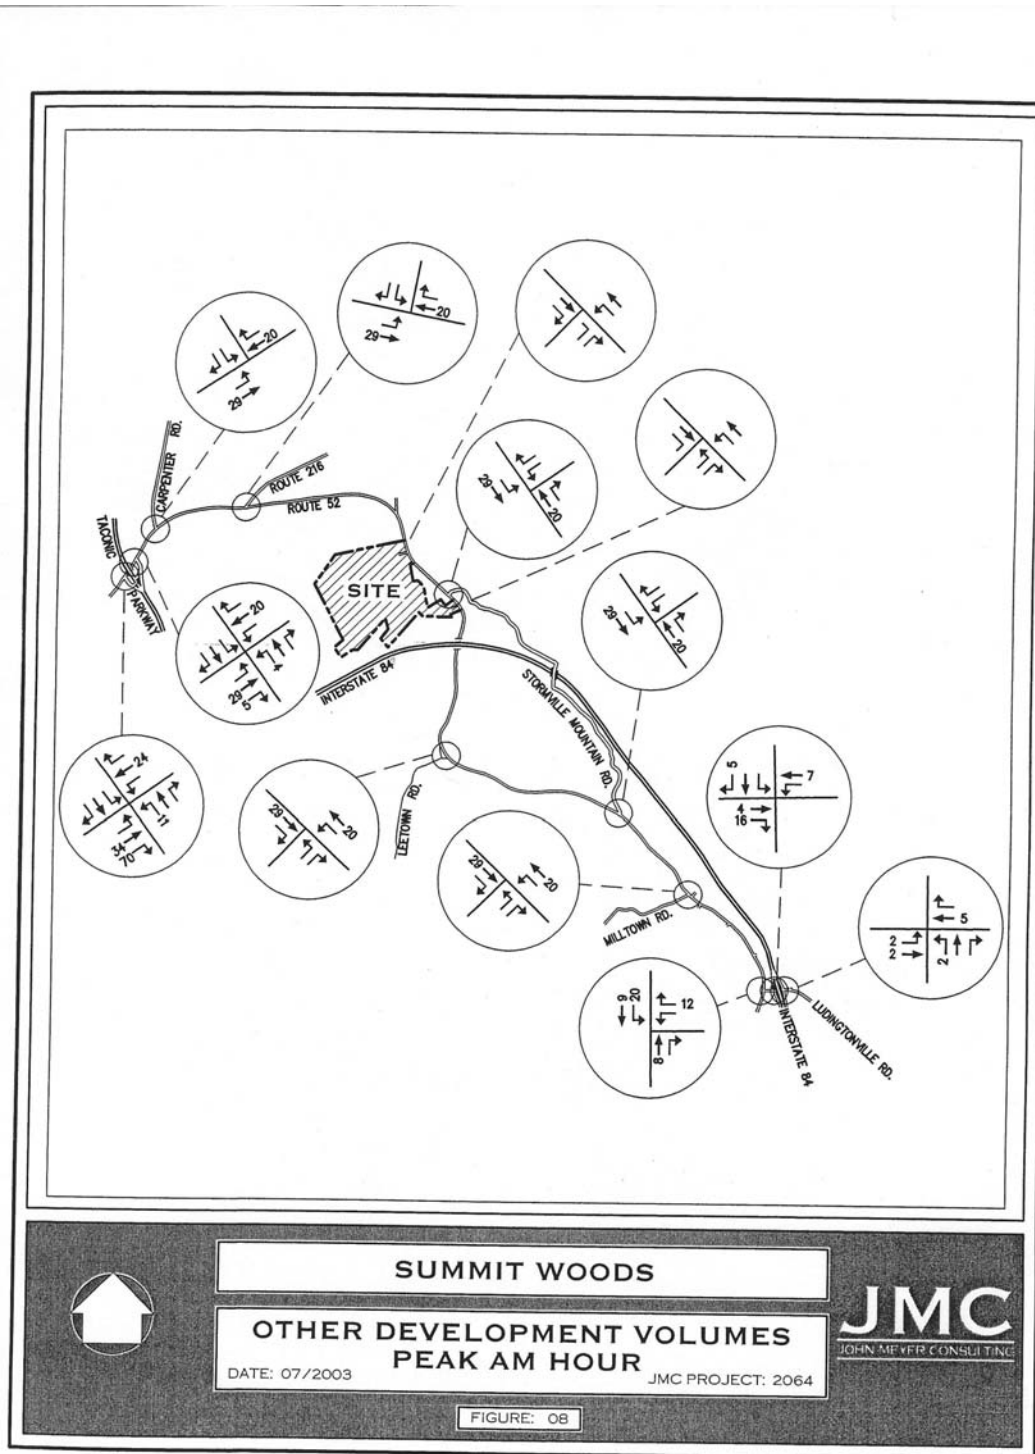 20
29
20
29
CARPENTER RD.
ROUTE 216
ROUTE 52
29
20
TACONIC
PARKWAY
SITE
INTERSTATE 84
20
4
29
5
29
20
STORMVILLE MOUNTAIN RD.
24
11
34
70
LEETOWN RD.
29
20
5
7
4
16
29
20
MILLTOWN RD.
5
2
2
2
9
20
12
8
INTERSTATE 84
LUDINGTONVILLE RD.
SUMMIT WOODS
OTHER DEVELOPMENT VOLUMES
PEAK AM HOUR
DATE: 07/2003
JMC PROJECT: 2064
FIGURE: 08
JMC
JOHN MEYER CONSULTING